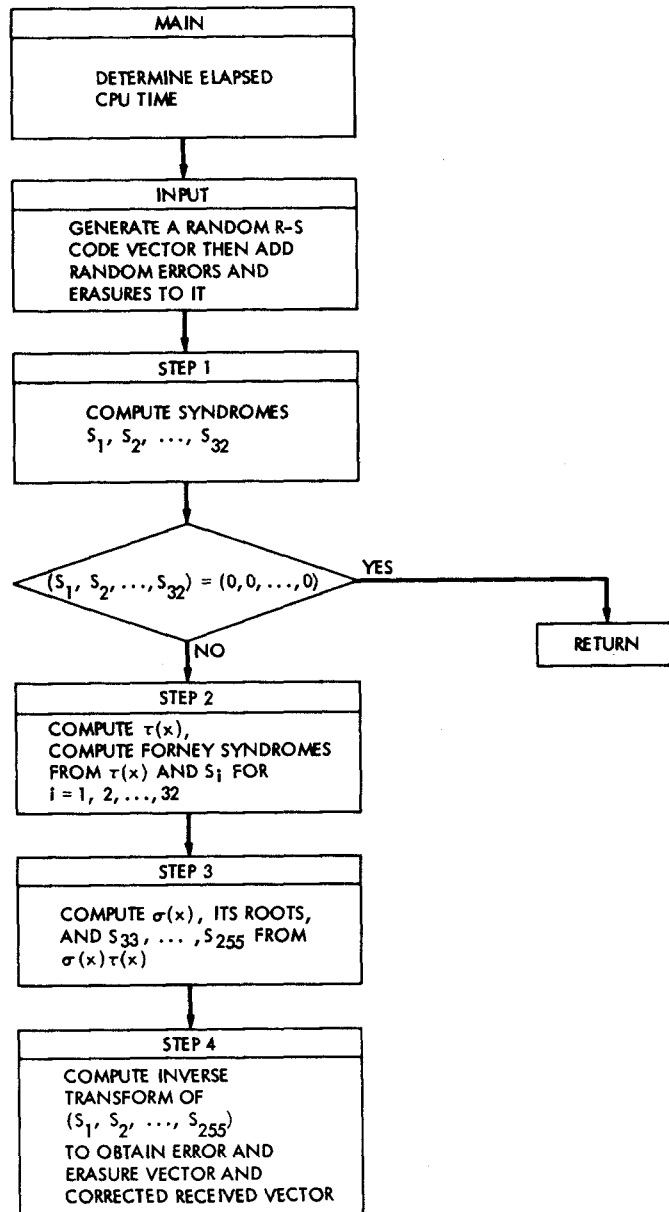 MAIN
DETERMINE ELAPSED
CPU TIME
INPUT
GENERATE A RANDOM R-S
CODE VECTOR THEN ADD
RANDOM ERRORS AND
ERASURES TO IT
STEP 1
COMPUTE SYNDROMES
S₁, S₂, ..., S₃₂
(S₁, S₂, ..., S₃₂) = (0,0, ...,0)
YES
RETURN
NO
STEP 2
COMPUTE τ(x),
COMPUTE FORNEY SYNDROMES
FROM τ(x) AND Sᵢ FOR
i = 1, 2, ..., 32
STEP 3
COMPUTE σ(x), ITS ROOTS,
AND S₃₃, ... , S₂₅₅ FROM
σ(x)τ(x)
STEP 4
COMPUTE INVERSE
TRANSFORM OF
(S₁, S₂, ..., S₂₅₅)
TO OBTAIN ERROR AND
ERASURE VECTOR AND
CORRECTED RECEIVED VECTOR